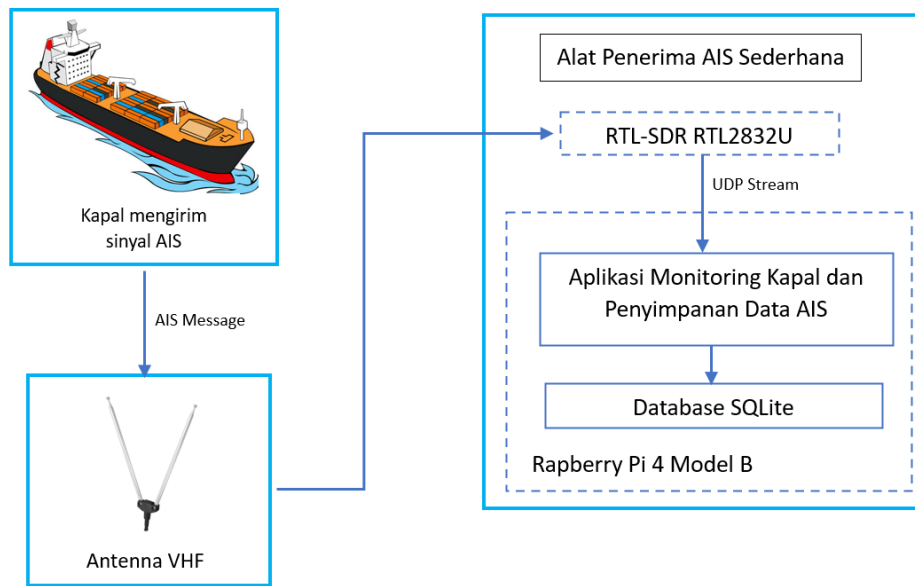 Kapal mengirim
sinyal AIS
AIS Message
Antenna VHF
Alat Penerima AIS Sederhana
RTL-SDR RTL2832U
UDP Stream
Aplikasi Monitoring Kapal dan
Penyimpanan Data AIS
Database SQLite
Rapberry Pi 4 Model B